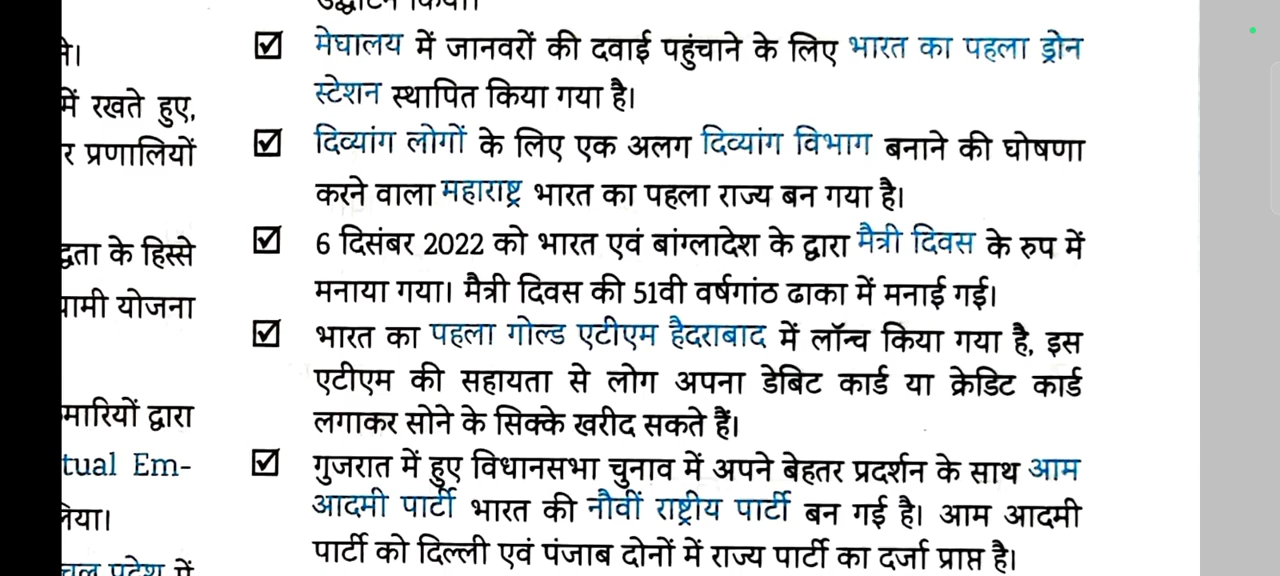 में रखते हुए,
प्रणालियों
के हिस्से
योजना
द्वारा
tual Em-
उद्घाटन किया।
☑ मेघालय में जानवरों की दवाई पहुंचाने के लिए भारत का पहला ड्रोन
स्टेशन स्थापित किया गया है।
☑ दिव्यांग लोगों के लिए एक अलग दिव्यांग विभाग बनाने की घोषणा
करने वाला महाराष्ट्र भारत का पहला राज्य बन गया है।
☑ 6 दिसंबर 2022 को भारत एवं बांग्लादेश के द्वारा मैत्री दिवस के रुप में
मनाया गया। मैत्री दिवस की 51वी वर्षगांठ ढाका में मनाई गई।
☑ भारत का पहला गोल्ड एटीएम हैदराबाद में लॉन्च किया गया है, इस
एटीएम की सहायता से लोग अपना डेबिट कार्ड या क्रेडिट कार्ड
लगाकर सोने के सिक्के खरीद सकते हैं।
☑ गुजरात में हुए विधानसभा चुनाव में अपने बेहतर प्रदर्शन के साथ आम
आदमी पार्टी भारत की नौवीं राष्ट्रीय पार्टी बन गई है। आम आदमी
पार्टी को दिल्ली एवं पंजाब दोनों में राज्य पार्टी का दर्जा प्राप्त है।